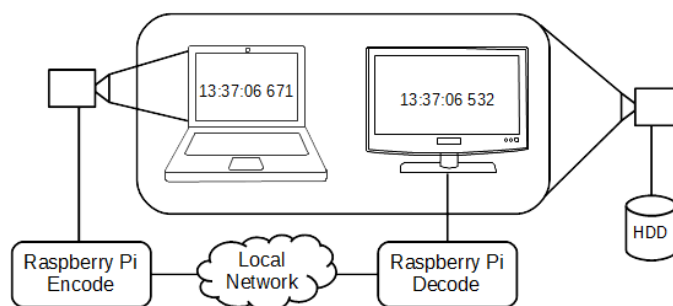 13:37:06 671
13:37:06 532
HDD
Raspberry Pi
Encode
Local
Network
Raspberry Pi
Decode